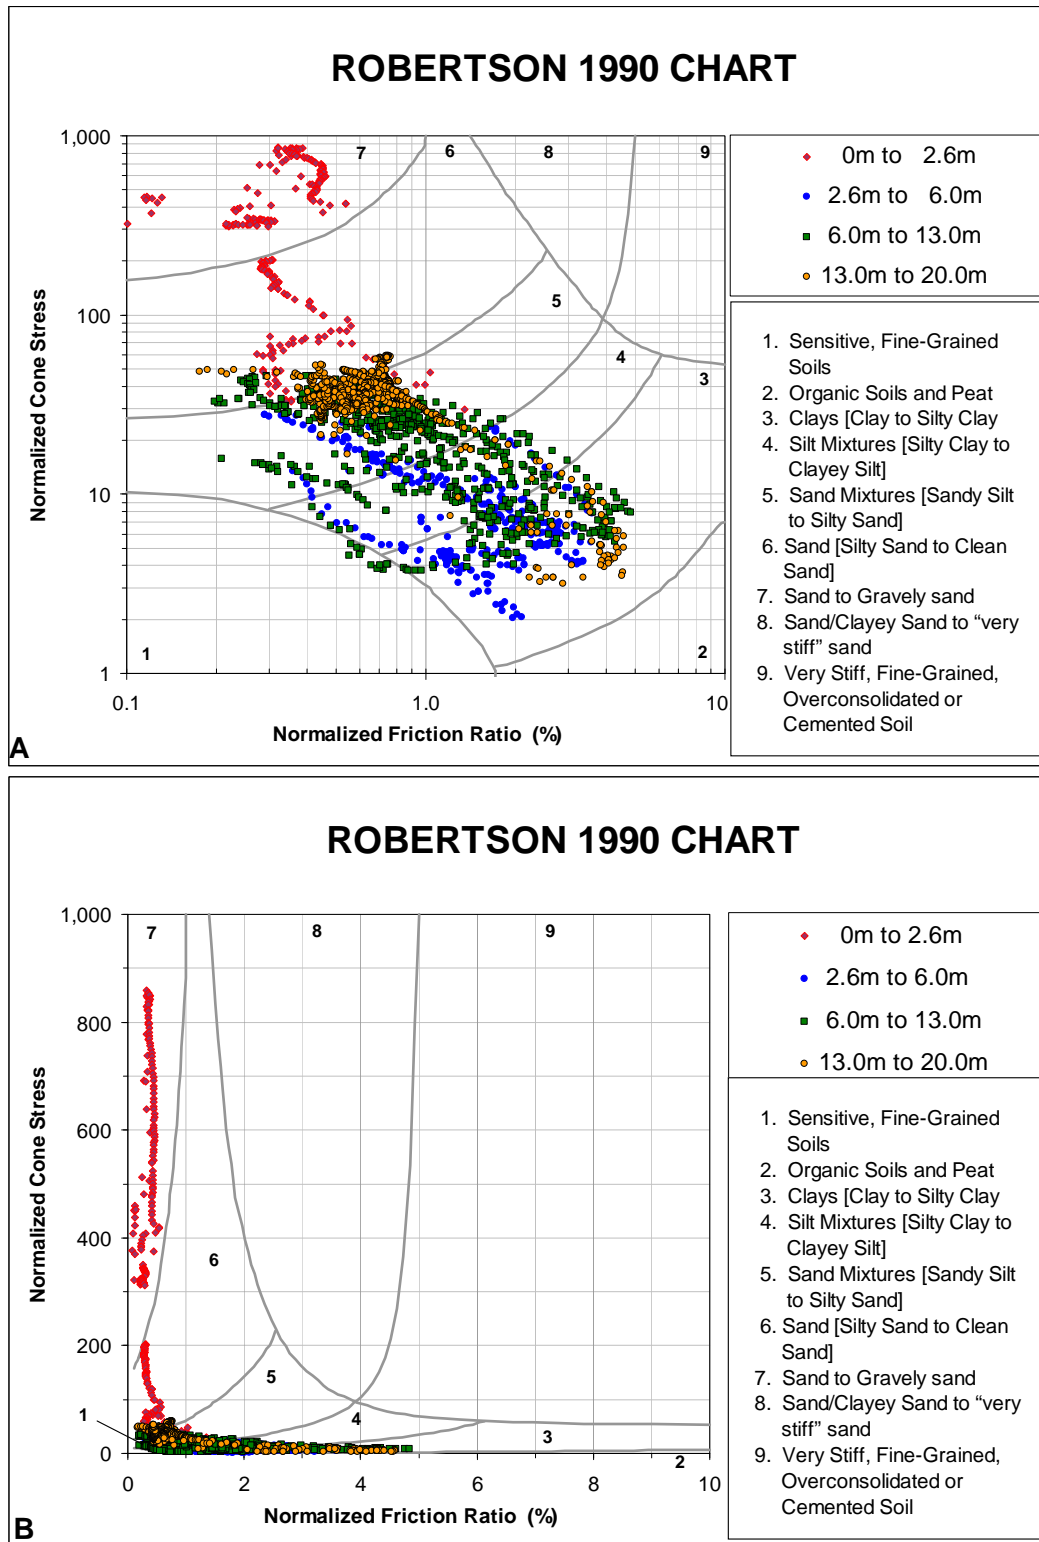 ROBERTSON 1990 CHART
Normalized Cone Stress
1,000
100
10
1
0.1
1.0
10
Normalized Friction Ratio (%)
7
6
8
9
5
4
3
1
2
0m to 2.6m
2.6m to 6.0m
6.0m to 13.0m
13.0m to 20.0m
1. Sensitive, Fine-Grained
Soils
2. Organic Soils and Peat
3. Clays [Clay to Silty Clay
4. Silt Mixtures [Silty Clay to
Clayey Silt]
5. Sand Mixtures [Sandy Silt
to Silty Sand]
6. Sand [Silty Sand to Clean
Sand]
7. Sand to Gravely sand
8. Sand/Clayey Sand to “very
stiff” sand
9. Very Stiff, Fine-Grained,
Overconsolidated or
Cemented Soil
A
ROBERTSON 1990 CHART
Normalized Cone Stress
1,000
800
600
400
200
0
0
2
4
6
8
10
Normalized Friction Ratio (%)
7
8
9
6
5
1
4
3
2
0m to 2.6m
2.6m to 6.0m
6.0m to 13.0m
13.0m to 20.0m
1. Sensitive, Fine-Grained
Soils
2. Organic Soils and Peat
3. Clays [Clay to Silty Clay
4. Silt Mixtures [Silty Clay to
Clayey Silt]
5. Sand Mixtures [Sandy Silt
to Silty Sand]
6. Sand [Silty Sand to Clean
Sand]
7. Sand to Gravely sand
8. Sand/Clayey Sand to “very
stiff” sand
9. Very Stiff, Fine-Grained,
Overconsolidated or
Cemented Soil
B